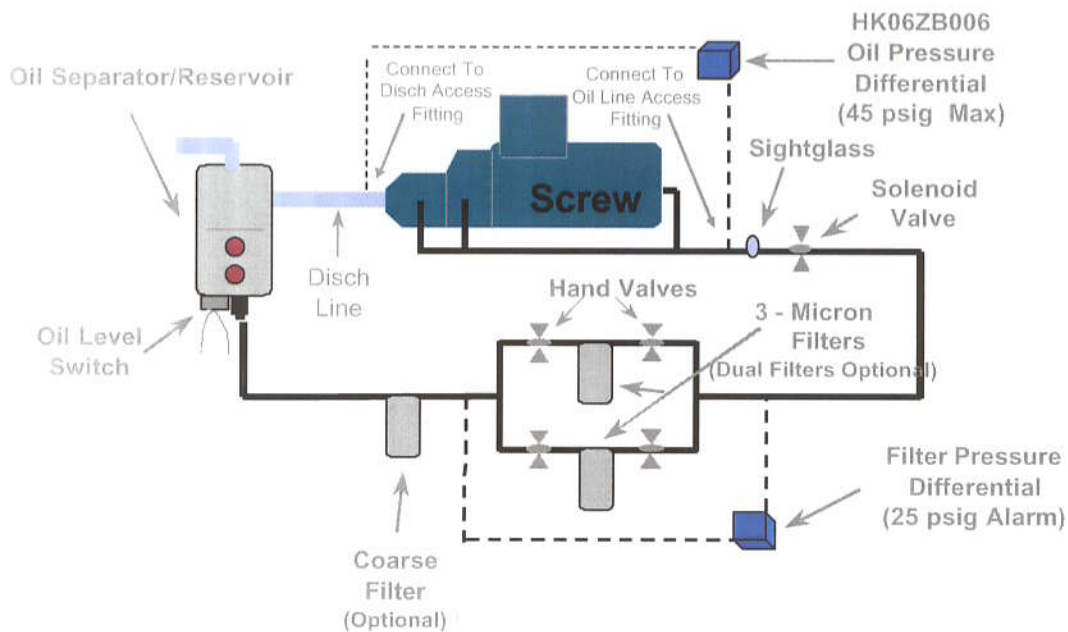 HK06ZB006
Oil Pressure
Differential
(45 psig Max)
Oil Separator/Reservoir
Connect To
Disch Access
Fitting
Connect To
Oil Line Access
Fitting
Sightglass
Solenoid
Valve
Screw
Disch
Line
Hand Valves
3 - Micron
Filters
(Dual Filters Optional)
Oil Level
Switch
Filter Pressure
Differential
(25 psig Alarm)
Coarse
Filter
(Optional)